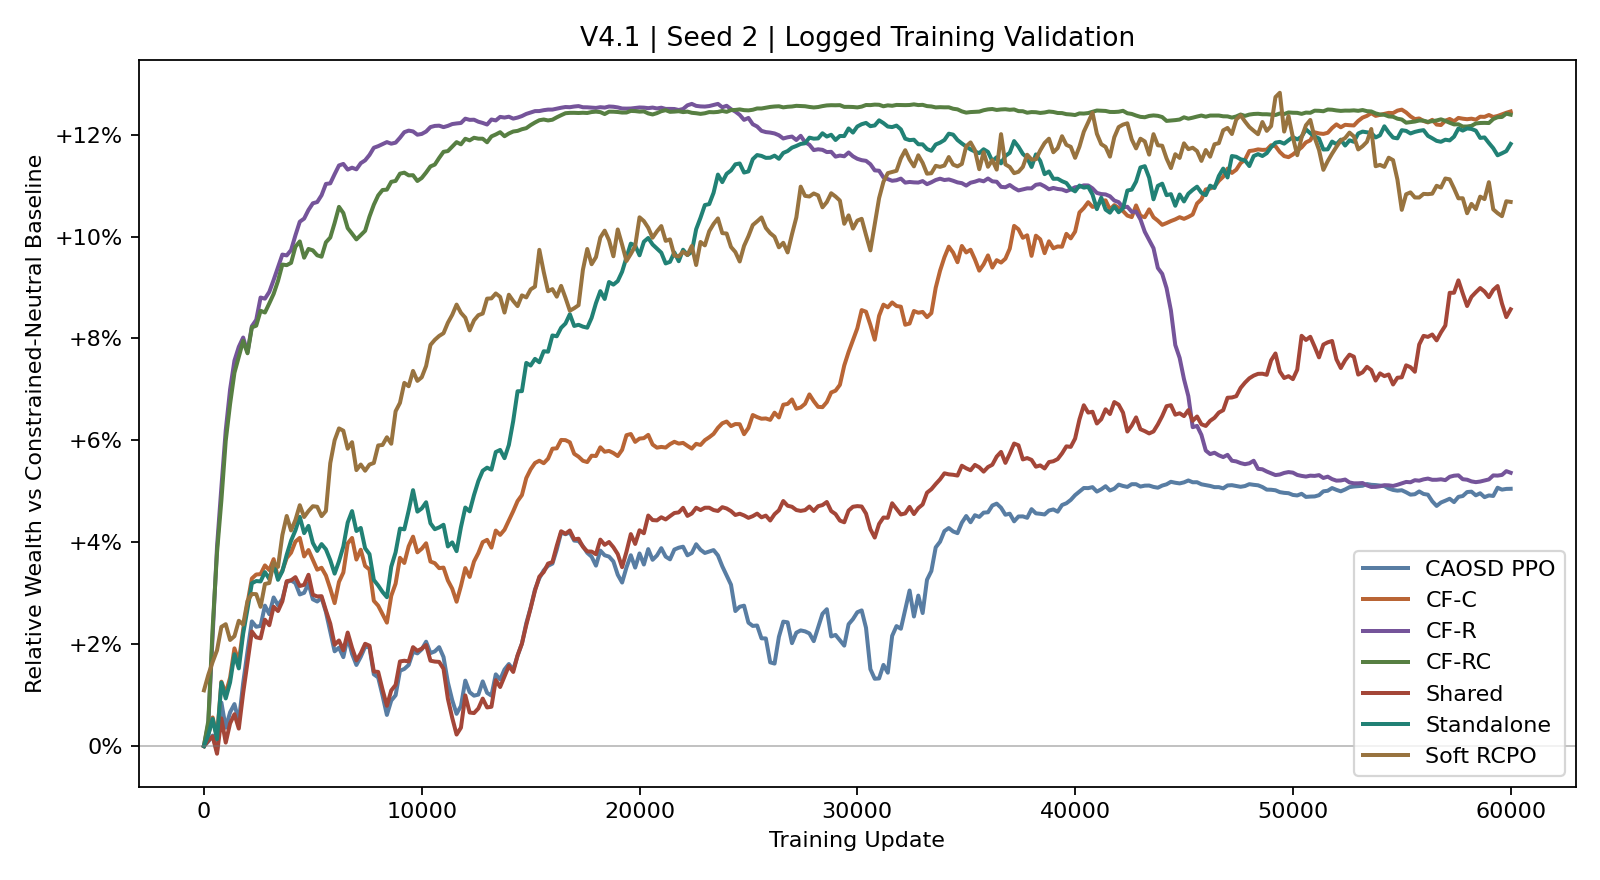 V4.1 | Seed 2 | Logged Training Validation
Relative Wealth vs Constrained-Neutral Baseline
+12%
+10%
+8%
+6%
+4%
+2%
0%
0 10000 20000 30000 40000 50000 60000
Training Update
CAOSD PPO
CF-C
CF-R
CF-RC
Shared
Standalone
Soft RCPO